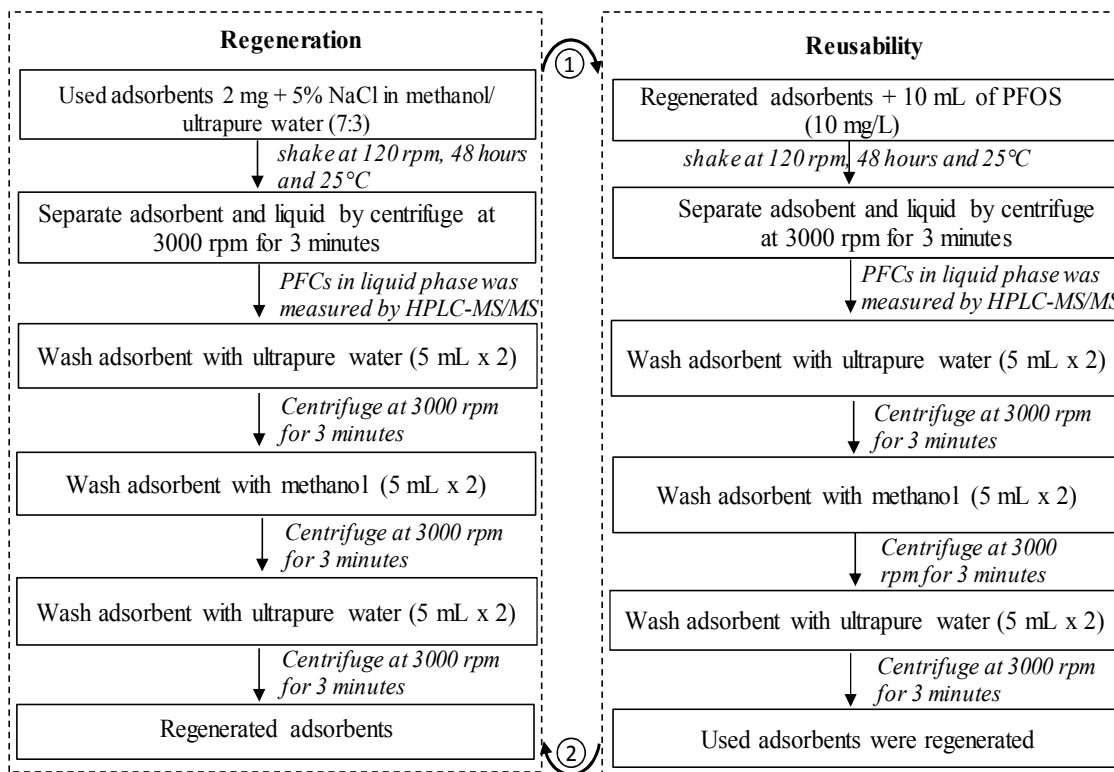 Regeneration
Used adsorbents 2 mg + 5% NaCl in methanol/
ultrapure water (7:3)
shake at 120 rpm, 48 hours
and 25°C
Separate adsorbent and liquid by centrifuge at
3000 rpm for 3 minutes
PFCs in liquid phase was
measured by HPLC-MS/MS
Wash adsorbent with ultrapure water (5 mL x 2)
Centrifuge at 3000 rpm
for 3 minutes
Wash adsorbent with methanol (5 mL x 2)
Centrifuge at 3000 rpm
for 3 minutes
Wash adsorbent with ultrapure water (5 mL x 2)
Centrifuge at 3000 rpm
for 3 minutes
Regenerated adsorbents
1
2
Reusability
Regenerated adsorbents + 10 mL of PFOS
(10 mg/L)
shake at 120 rpm, 48 hours and 25°C
Separate adsobent and liquid by centrifuge
at 3000 rpm for 3 minutes
PFCs in liquid phase was
measured by HPLC-MS/MS
Wash adsorbent with ultrapure water (5 mL x 2)
Centrifuge at 3000 rpm
for 3 minutes
Wash adsorbent with methanol (5 mL x 2)
Centrifuge at 3000
rpm for 3 minutes
Wash adsorbent with ultrapure water (5 mL x 2)
Centrifuge at 3000 rpm
for 3 minutes
Used adsorbents were regenerated